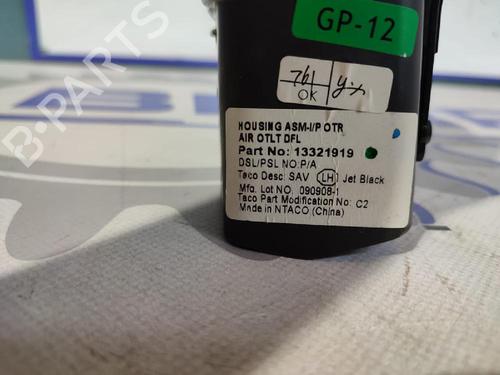 GP-12
761
OK
HOUSING ASM-I/P OTR
AIR OTLT DFL
Part No: 13321919
DSL/PSL NO:P/A
Taco Desc: SAV LH Jet Black
Mfg. Lot NO. 090908-1
Taco Part Modification No: C2
Made in NTACO (China)
B-Parts